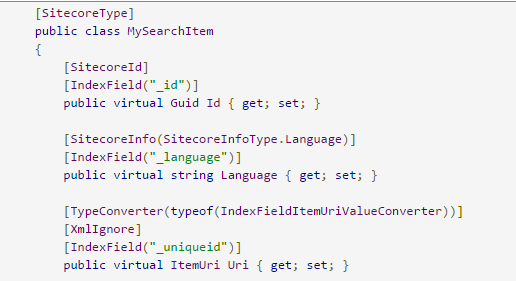 [SitecoreType]
public class MySearchItem
{
[SitecoreId]
[IndexField("_id")]
public virtual Guid Id { get; set; }
[SitecoreInfo(SitecoreInfoType.Language)]
[IndexField("_language")]
public virtual string Language { get; set; }
[TypeConverter(typeof(IndexFieldItemUriValueConverter))]
[XmlIgnore]
[IndexField("_uniqueid")]
public virtual ItemUri Uri { get; set; }